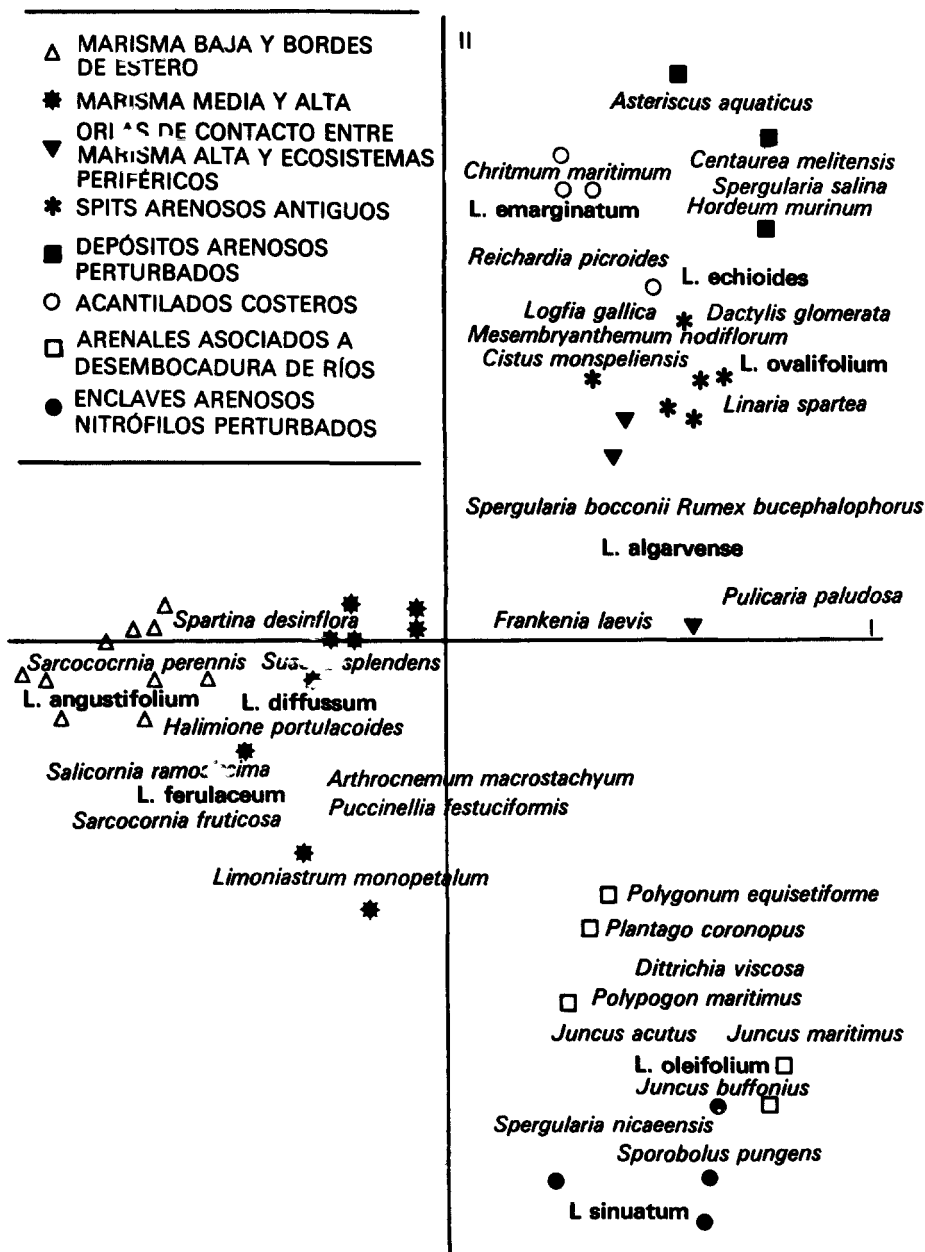 MARISMA BAJA Y BORDES
DE ESTERO
MARISMA MEDIA Y ALTA
DE CONTACTO ENTRE
MARISMA ALTA Y ECOSISTEMAS
PERIFÉRICOS
SPITS ARENOSOS ANTIGUOS
DEPÓSITOS ARENOSOS
PERTURBADOS
ACANTILADOS COSTEROS
ARENALES ASOCIADOS A
DESEMBOCADURA DE RÍOS
ENCLAVES ARENOSOS
NITRÓFILOS PERTURBADOS
II
Asteriscus aquaticus
Chritmum maritimum
Centaurea melitensis
Spergularia salina
L. emarginatum
Hordeum murinum
Reichardia picroides
L. echioides
Logfia gallica
Dactylis glomerata
Mesembryanthemum nodiflorum
Cistus monspeliensis
L. ovalifolium
Linaria spartea
Spergularia bocconii Rumex bucephalophorus
L. algarvense
Pulicaria paludosa
Spartina desinflora
Frankenia laevis
I
Sarcococrnia perennis
splendens
L. angustifolium
L. diffussum
Halimione portulacoides
Salicornia
L. ferulaceum
Sarcocornia fruticosa
Arthrocnemum macrostachyum
Puccinellia festuciformis
Limoniastrum monopetalum
Polygonum equisetiforme
Plantago coronopus
Dittrichia viscosa
Polypogon maritimus
Juncus acutus Juncus maritimus
L. oleifolium
Juncus buffonius
Spergularia nicaeensis
Sporobolus pungens
L sinuatum